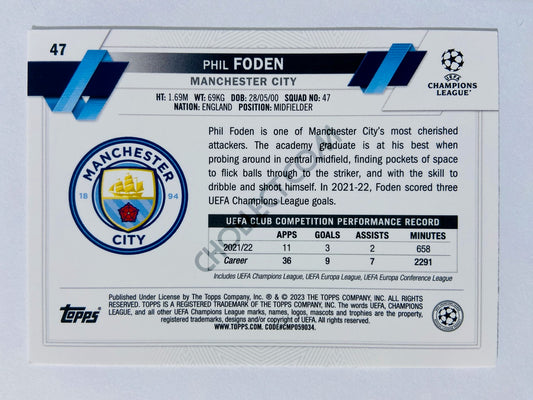 47
PHIL FODEN
MANCHESTER CITY
UEFA
CHAMPIONS
LEAGUE
HT: 1.69M WT: 69KG DOB: 28/05/00 SQUAD NO: 47
NATION: ENGLAND POSITION: MIDFIELDER
MANCHESTER
18 94
CITY
Phil Foden is one of Manchester City's most cherished
attackers. The academy graduate is at his best when
probing around in central midfield, finding pockets of space
to flick balls through to the striker, and with the skill to
dribble and shoot himself. In 2021-22, Foden scored three
UEFA Champions League goals.
UEFA CLUB COMPETITION PERFORMANCE RECORD
APPS GOALS ASSISTS MINUTES
2021/22 11 3 2 658
Career 36 9 7 2291
Includes UEFA Champions League, UEFA Europa League, UEFA Europa Conference League
CHOLLECT.COM
Topps
Published Under License by The Topps Company, Inc. ® & © 2023 THE TOPPS COMPANY, INC. ALL RIGHTS
RESERVED. TOPPS IS A REGISTERED TRADEMARK OF THE TOPPS COMPANY, INC. The words UEFA, CHAMPIONS
LEAGUE, and all other UEFA Champions League marks, names, logos, mascots and trophies are the property,
registered designs and/or copyright of UEFA. All rights reserved.
WWW.TOPPS.COM. CODE#CMP059034.